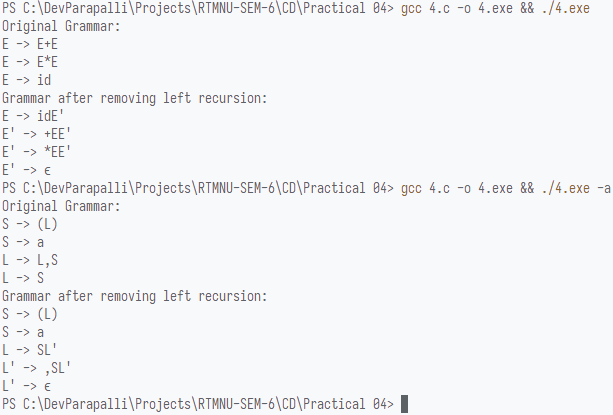 PS C:\DevParapalli\Projects\RTMNU-SEM-6\CD\Practical 04> gcc 4.c -o 4.exe && ./4.exe
Original Grammar:
E -> E+E
E -> E*E
E -> id
Grammar after removing left recursion:
E -> idE'
E' -> +EE'
E' -> *EE'
E' -> ϵ
PS C:\DevParapalli\Projects\RTMNU-SEM-6\CD\Practical 04> gcc 4.c -o 4.exe && ./4.exe -a
Original Grammar:
S -> (L)
S -> a
L -> L,S
L -> S
Grammar after removing left recursion:
S -> (L)
S -> a
L -> SL'
L' -> ,SL'
L' -> ϵ
PS C:\DevParapalli\Projects\RTMNU-SEM-6\CD\Practical 04>